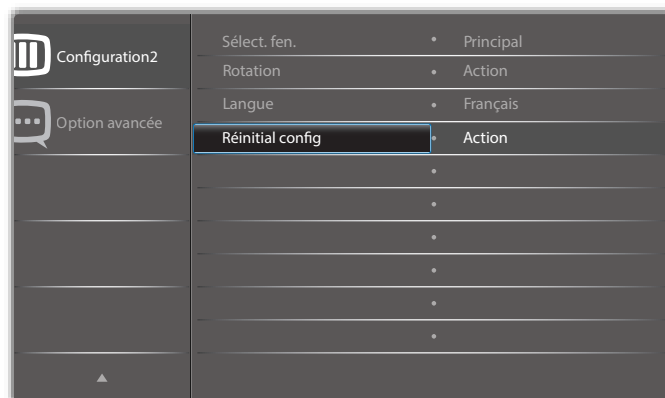 Configuration2
Option avancée
Sélect. fen. • Principal
Rotation • Action
Langue • Français
Réinitial config • Action